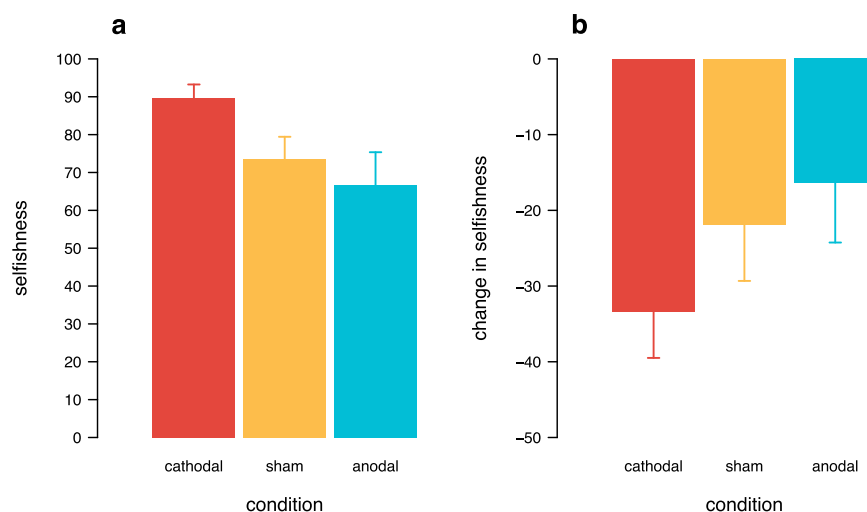 a
100
90
80
70
60
50
40
30
20
10
0
selfishness
cathodal sham anodal
condition
b
0
−10
−20
−30
−40
−50
change in selfishness
cathodal sham anodal
condition